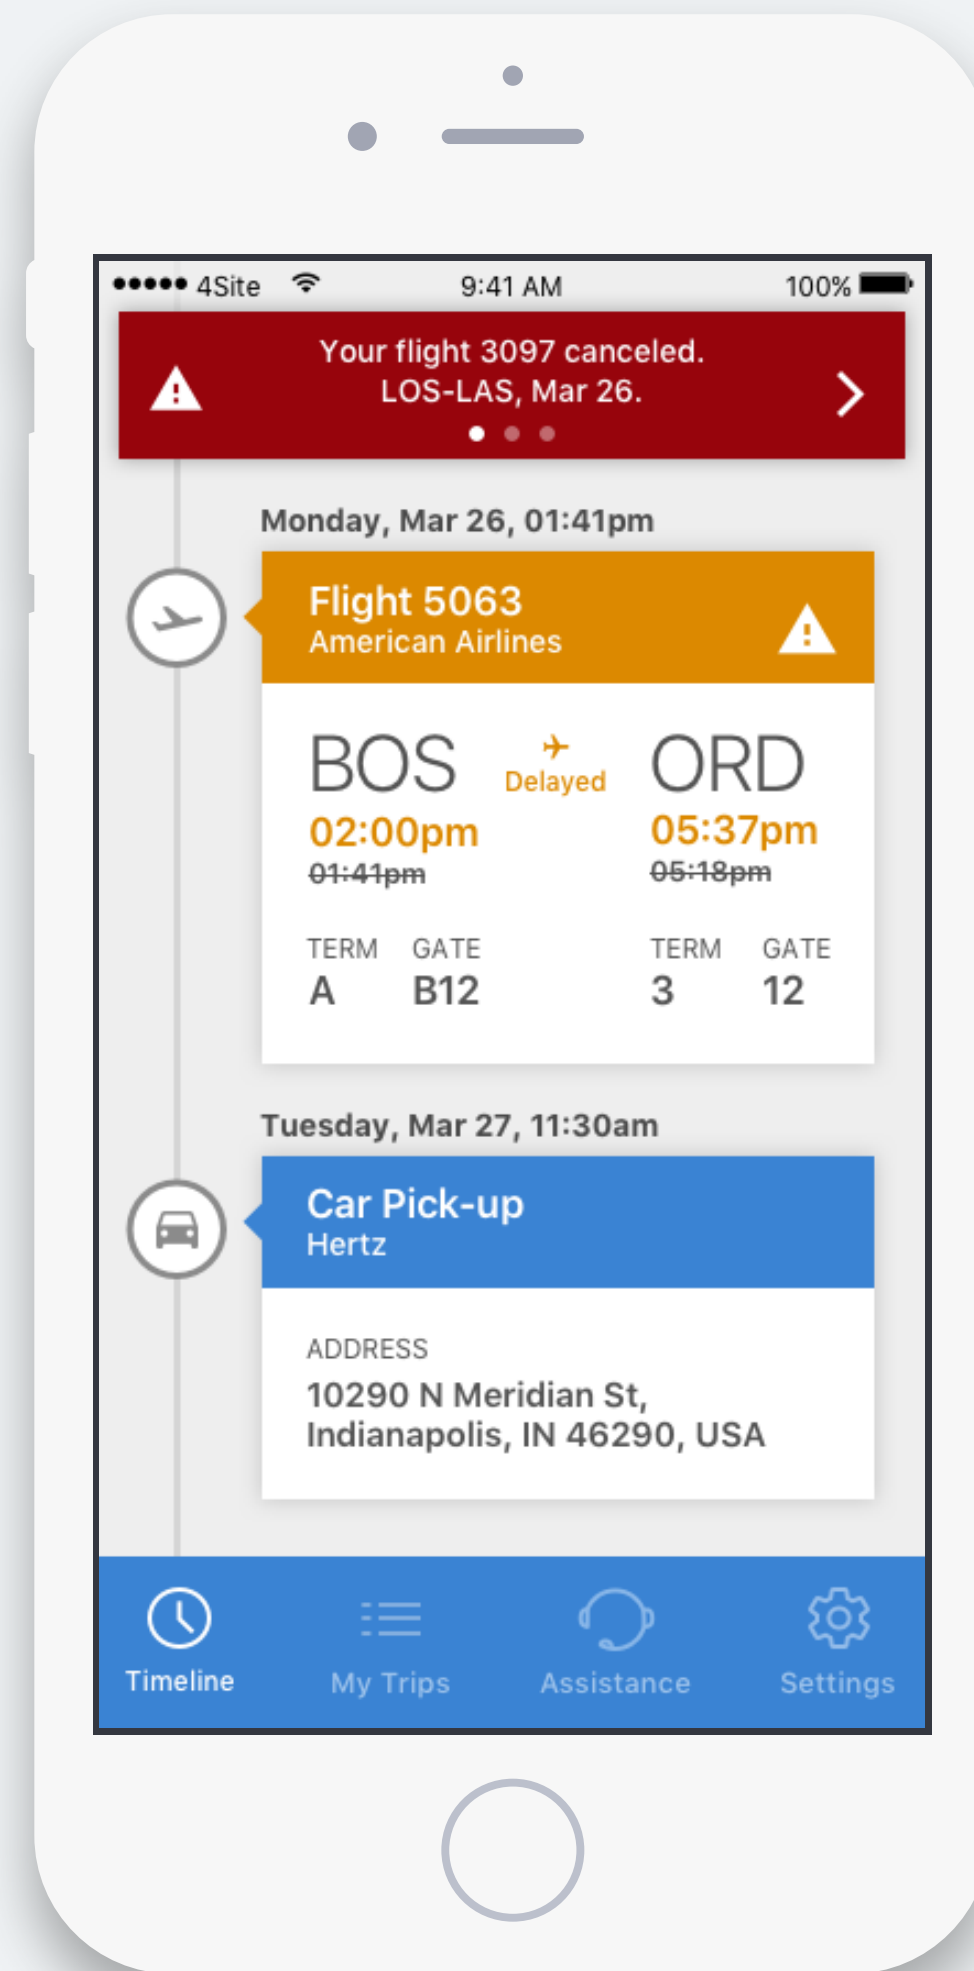 4Site 9:41 AM 100%
Your flight 3097 canceled.
LOS-LAS, Mar 26.
Monday, Mar 26, 01:41pm
Flight 5063
American Airlines
BOS Delayed ORD
02:00pm 05:37pm
01:41pm 05:18pm
TERM GATE TERM GATE
A B12 3 12
Tuesday, Mar 27, 11:30am
Car Pick-up
Hertz
ADDRESS
10290 N Meridian St,
Indianapolis, IN 46290, USA
Timeline My Trips Assistance Settings